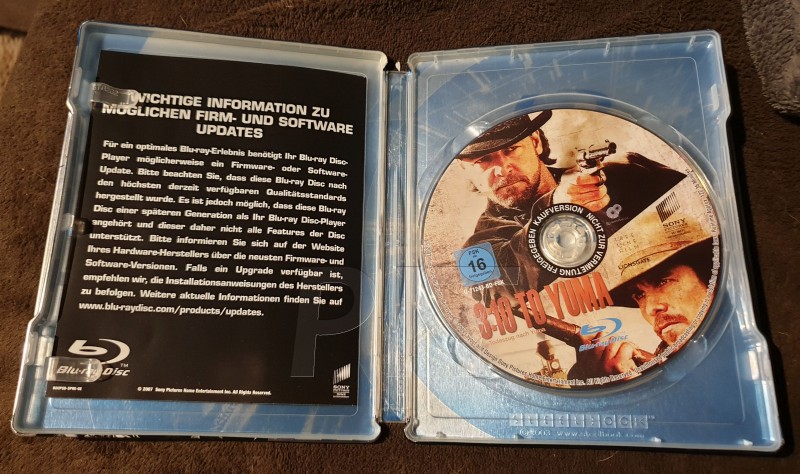 WICHTIGE INFORMATION ZU
MÖGLICHEN FIRM- UND SOFTWARE
UPDATES
Für ein optimales Blu-ray-Erlebnis benötigt Ihr Blu-ray Disc-
Player möglicherweise ein Firmware- oder Software-
Update. Bitte beachten Sie, dass diese Blu-ray Disc nach
den höchsten derzeit verfügbaren Qualitätsstandards
hergestellt wurde. Es ist jedoch möglich, dass diese Blu-ray
Disc einer späteren Generation als Ihr Blu-ray Disc-Player
angehört und dieser daher nicht alle Features der Disc
unterstützt. Bitte informieren Sie sich auf der Website
Ihres Hardware-Herstellers über die neusten Firmware- und
Software-Versionen. Falls ein Upgrade verfügbar ist,
empfehlen wir, die Installationsanweisungen des Herstellers
zu befolgen. Weitere aktuelle Informationen finden Sie auf
www.blu-raydisc.com/products/updates.
Blu-ray Disc
TM
SONY
© 2007 Sony Pictures Home Entertainment Inc. All Rights Reserved.
KAUFVERSION NICHT ZUR VERMIETUNG FREIGEGEBEN
SONY
LIONSGATE
FSK
16
3:10 TO YUMA
Blu-ray Disc
STEELBOOK